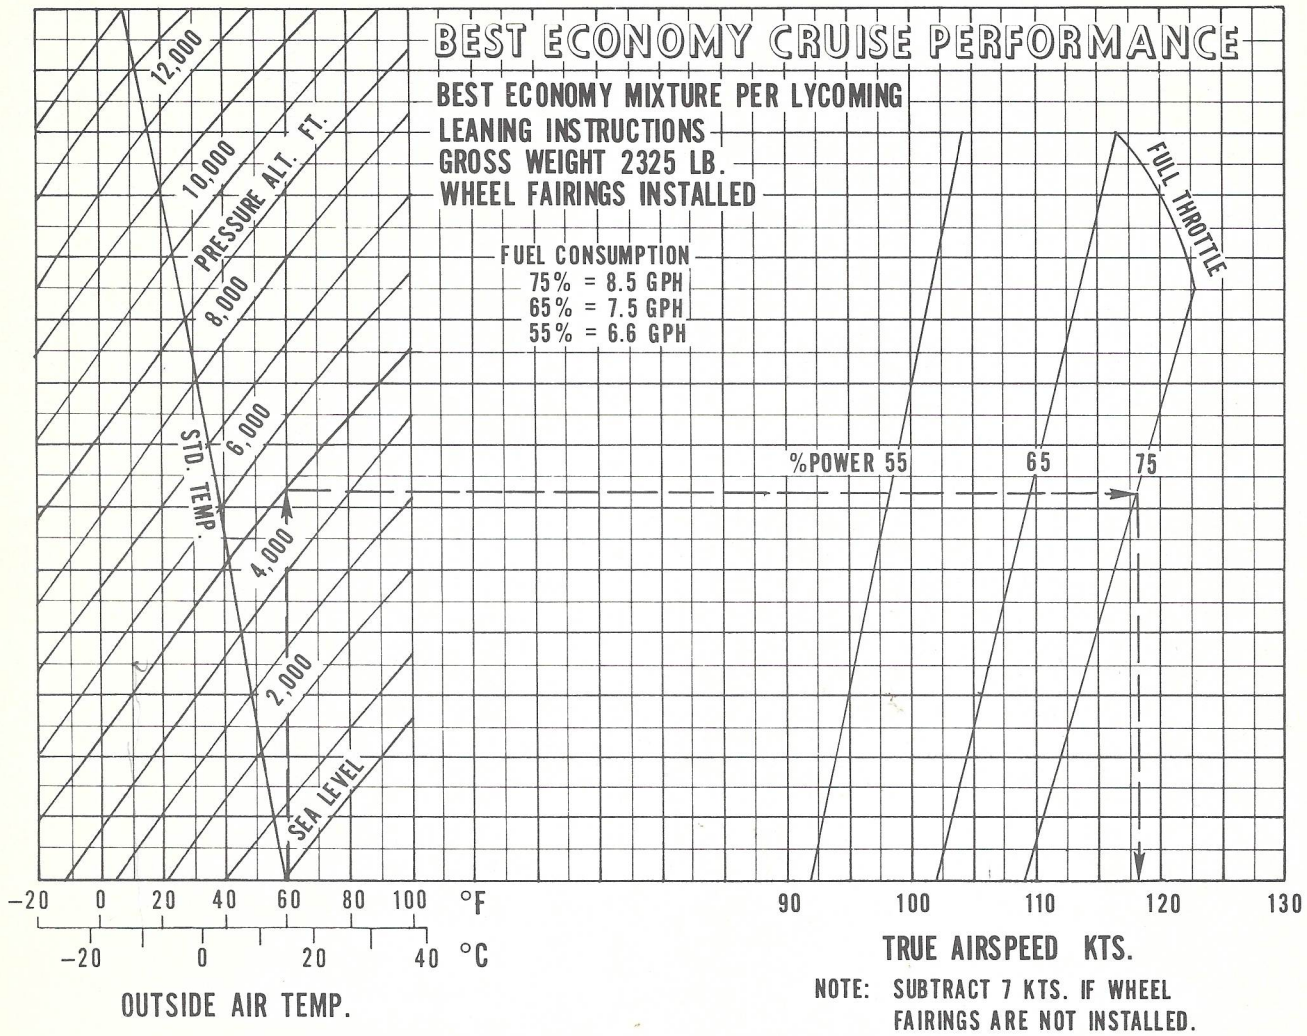 BEST ECONOMY CRUISE PERFORMANCE
BEST ECONOMY MIXTURE PER LYCOMING
LEANING INSTRUCTIONS
GROSS WEIGHT 2325 LB.
WHEEL FAIRINGS INSTALLED
FUEL CONSUMPTION
75% = 8.5 GPH
65% = 7.5 GPH
55% = 6.6 GPH
12,000
10,000
PRESSURE ALT. FT.
8,000
6,000
STD. TEMP.
4,000
2,000
SEA LEVEL
FULL THROTTLE
%POWER 55 65 75
-20 0 20 40 60 80 100 °F
-20 0 20 40 °C
OUTSIDE AIR TEMP.
90 100 110 120 130
TRUE AIRSPEED KTS.
NOTE: SUBTRACT 7 KTS. IF WHEEL
FAIRINGS ARE NOT INSTALLED.